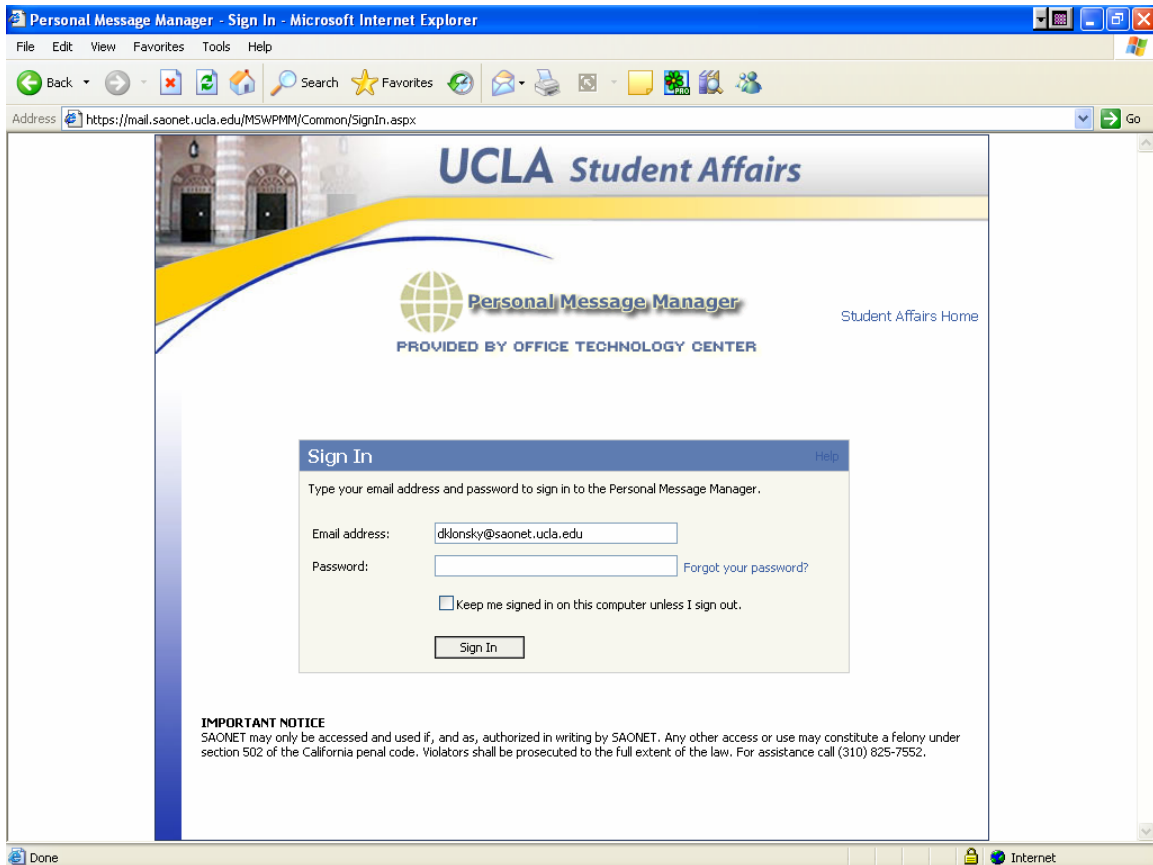 Personal Message Manager - Sign In - Microsoft Internet Explorer
File Edit View Favorites Tools Help
Back Search Favorites PRO
Address https://mail.saonet.ucla.edu/MSWPMM/Common/SignIn.aspx Go
UCLA Student Affairs
Personal Message Manager
Student Affairs Home
PROVIDED BY OFFICE TECHNOLOGY CENTER
Sign In Help
Type your email address and password to sign in to the Personal Message Manager.
Email address: dklonsky@saonet.ucla.edu
Password: Forgot your password?
Keep me signed in on this computer unless I sign out.
Sign In
IMPORTANT NOTICE
SAONET may only be accessed and used if, and as, authorized in writing by SAONET. Any other access or use may constitute a felony under
section 502 of the California penal code. Violators shall be prosecuted to the full extent of the law. For assistance call (310) 825-7552.
Done Internet